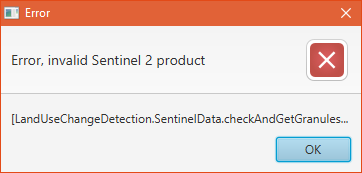 Error
Error, invalid Sentinel 2 product
[LandUseChangeDetection.SentinelData.checkAndGetGranules...
OK